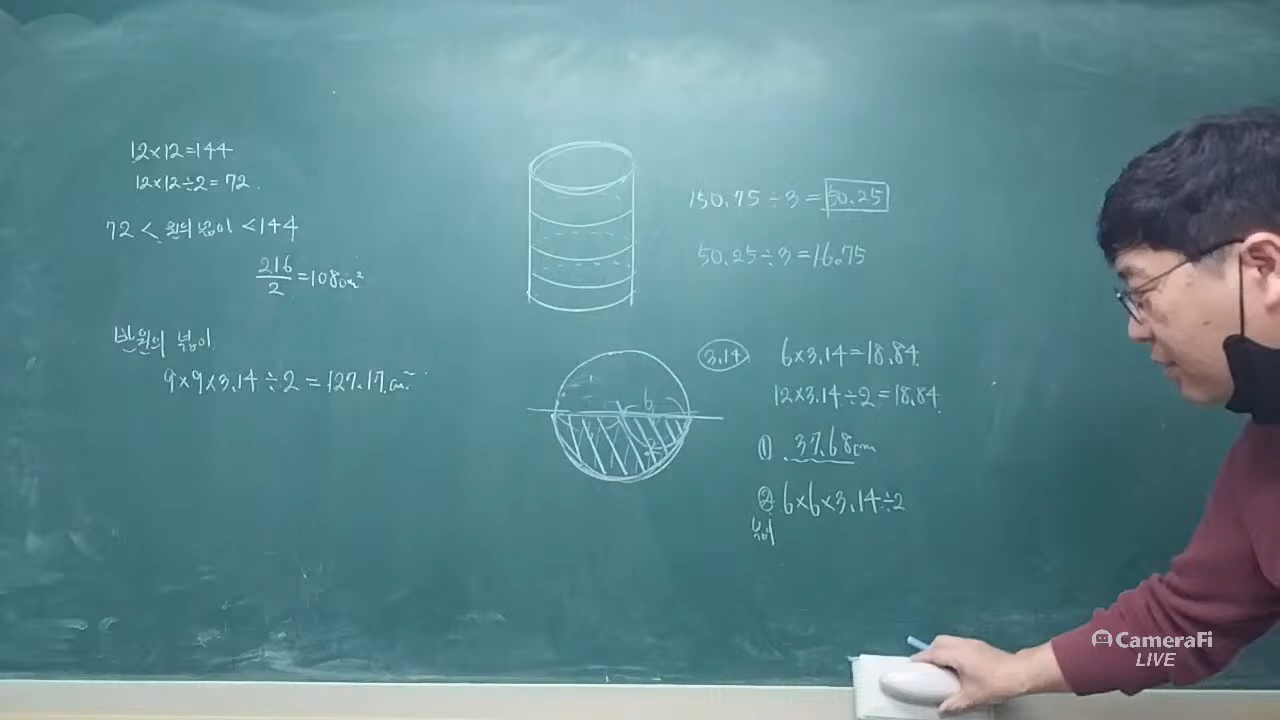 12×12=144
12×12÷2=72.
72 < 원의 넓이 <144
216/2=108cm²
반원의 넓이
9×9×3.14÷2=127.17cm²
150.75÷3=50.25
50.25÷3=16.75
6
3.14
6×3.14=18.84
12×3.14÷2=18.84
① 37.68cm
② 6×6×3.14÷2
넓이
CameraFi
LIVE